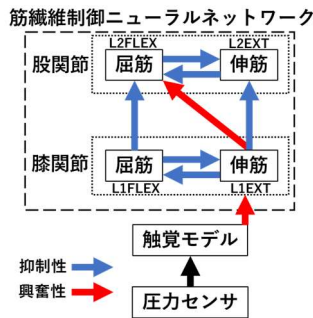 筋繊維制御ニューラルネットワーク
L2FLEX L2EXT
股関節 屈筋 伸筋
膝関節 屈筋 伸筋
L1FLEX L1EXT
触覚モデル
抑制性
興奮性
圧力センサ